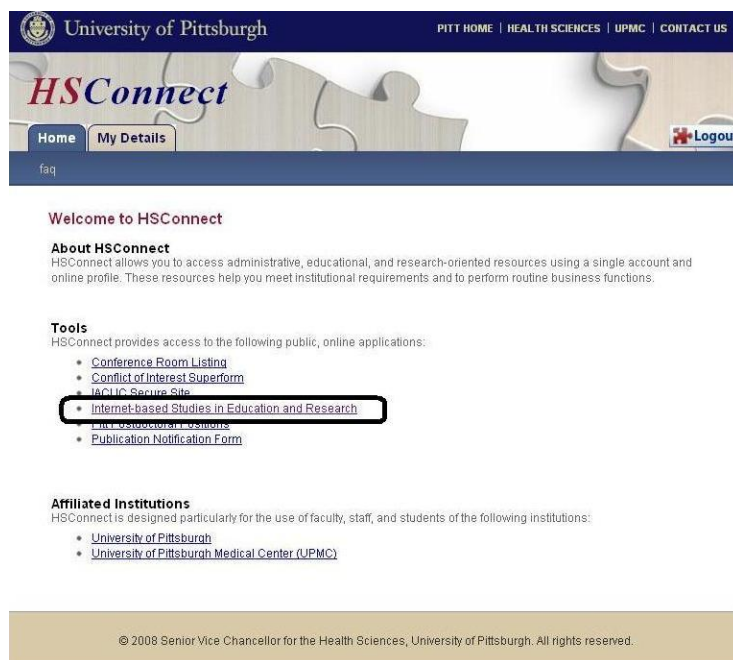 University of Pittsburgh
PITT HOME | HEALTH SCIENCES | UPMC | CONTACT US
HSConnect
Home My Details
Logou
faq
Welcome to HSConnect
About HSConnect
HSConnect allows you to access administrative, educational, and research-oriented resources using a single account and
online profile. These resources help you meet institutional requirements and to perform routine business functions.
Tools
HSConnect provides access to the following public, online applications:
• Conference Room Listing
• Conflict of Interest Superform
• IACUC Secure Site
• Internet-based Studies in Education and Research
• Pitt Postdoctoral Positions
• Publication Notification Form
Affiliated Institutions
HSConnect is designed particularly for the use of faculty, staff, and students of the following institutions:
• University of Pittsburgh
• University of Pittsburgh Medical Center (UPMC)
© 2008 Senior Vice Chancellor for the Health Sciences, University of Pittsburgh. All rights reserved.